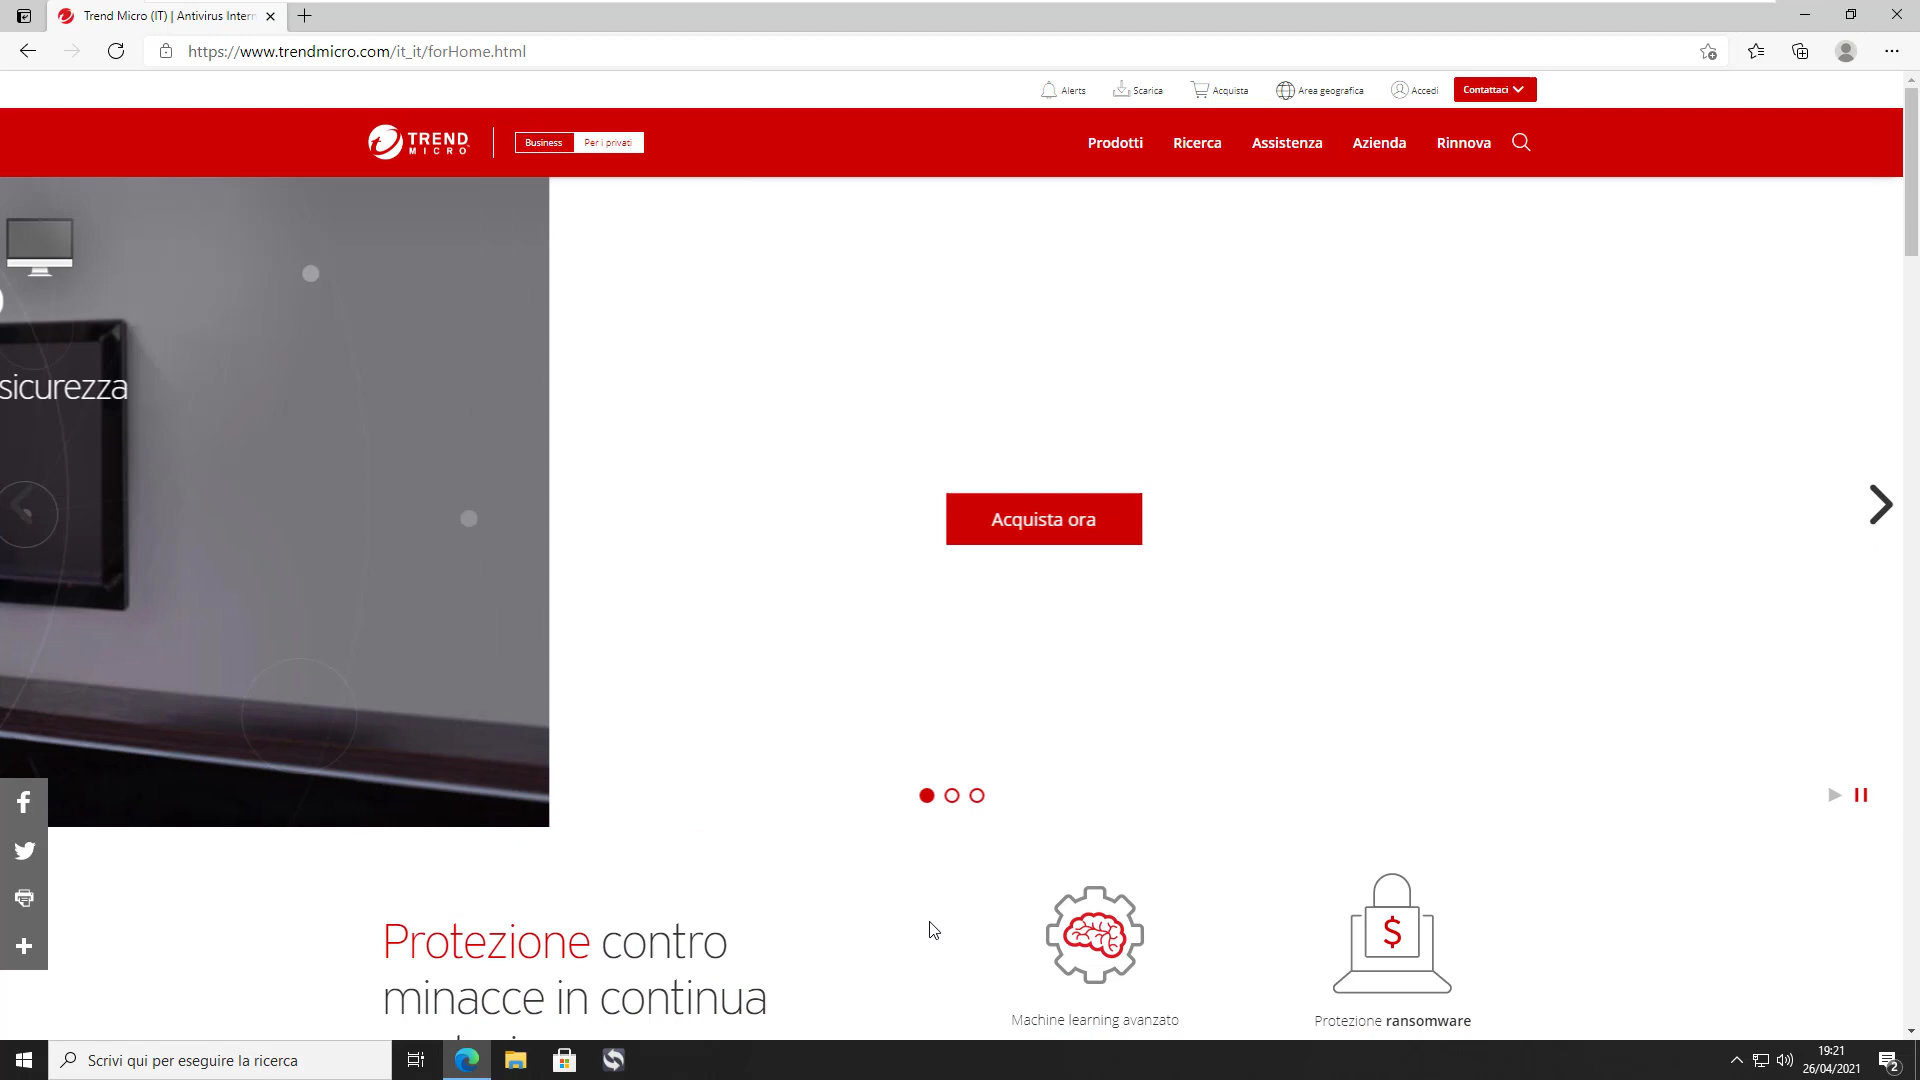 Trend Micro (IT) | Antivirus Intern
https://www.trendmicro.com/it_it/forHome.html
Alerts
Scarica
Acquista
Area geografica
Accedi
Contattaci
TREND
MICRO
Business
Per i privati
Prodotti
Ricerca
Assistenza
Azienda
Rinnova
sicurezza
Acquista ora
Protezione contro
minacce in continua
Machine learning avanzato
Protezione ransomware
Scrivi qui per eseguire la ricerca
19:21
26/04/2021
2